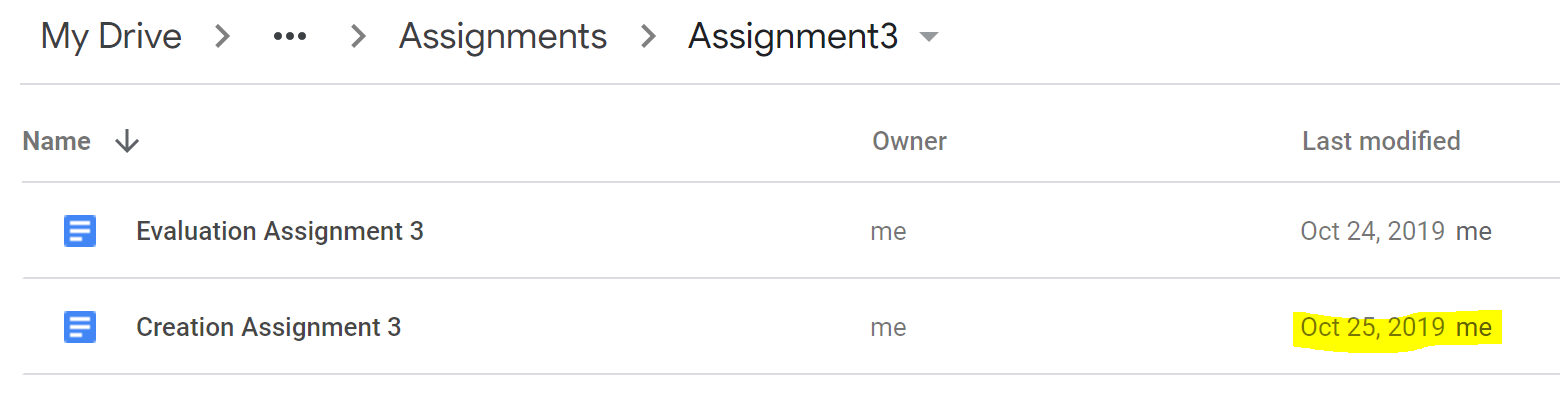 My Drive > ••• > Assignments > Assignment3
Name Owner Last modified
Evaluation Assignment 3 me Oct 24, 2019 me
Creation Assignment 3 me Oct 25, 2019 me